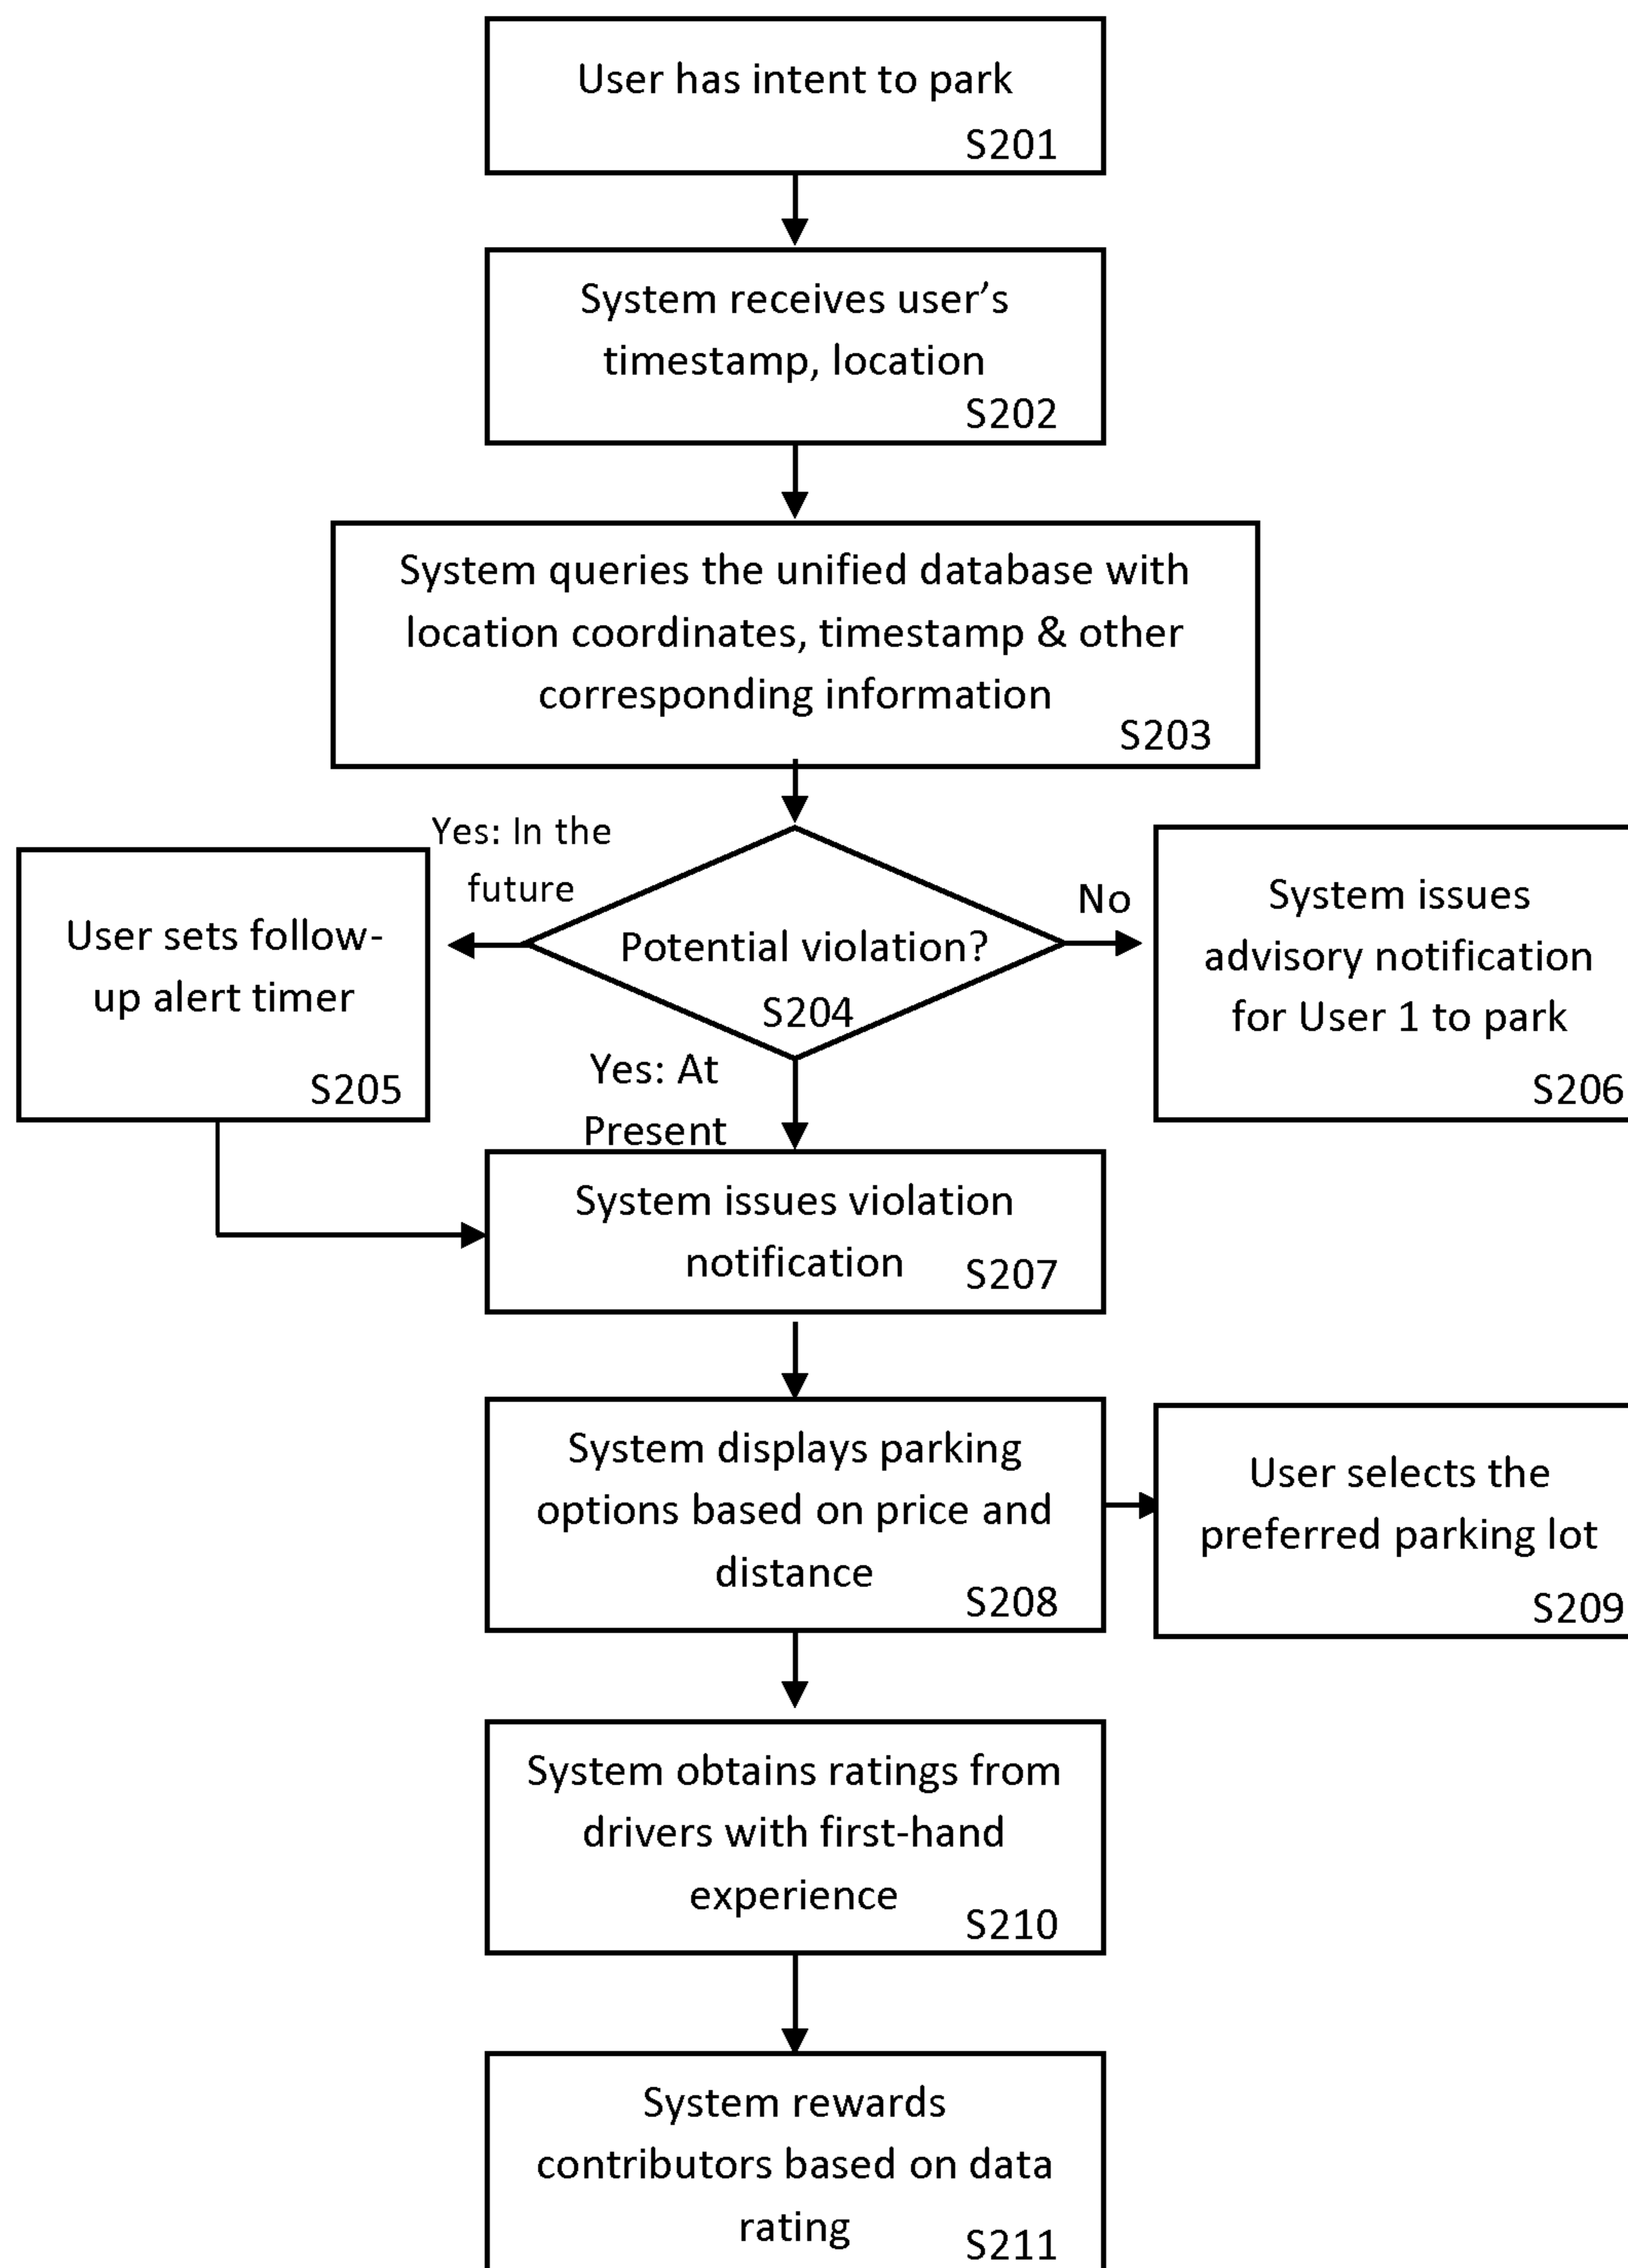 User has intent to park
S201
System receives user’s
timestamp, location
S202
System queries the unified database with
location coordinates, timestamp & other
corresponding information
S203
Yes: In the
future
User sets follow-
up alert timer
S205
Potential violation?
S204
No
System issues
advisory notification
for User 1 to park
S206
Yes: At
Present
System issues violation
notification
S207
System displays parking
options based on price and
distance
S208
User selects the
preferred parking lot
S209
System obtains ratings from
drivers with first-hand
experience
S210
System rewards
contributors based on data
rating
S211